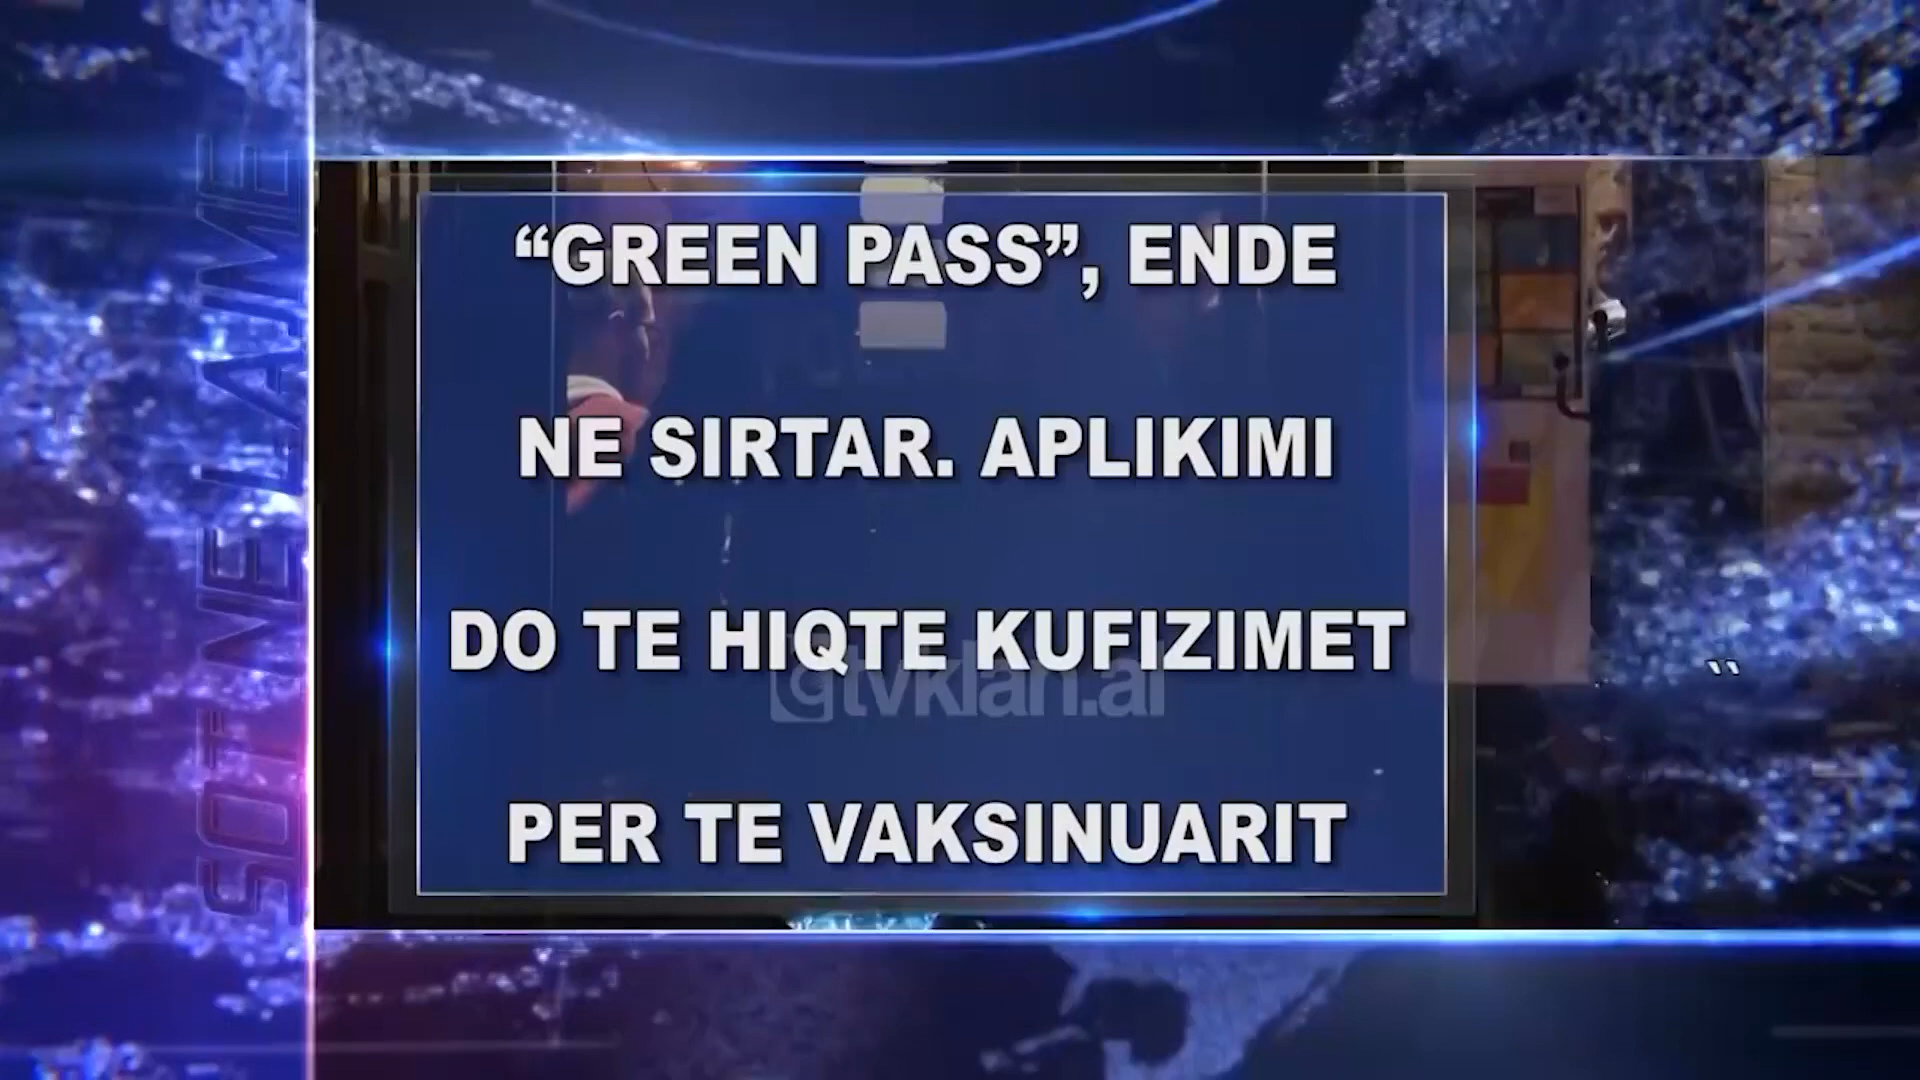 “GREEN PASS”, ENDE
NE SIRTAR. APLIKIMI
DO TE HIQTE KUFIZIMET
PER TE VAKSINUARIT
tvklan.al
SOT NE LAJME